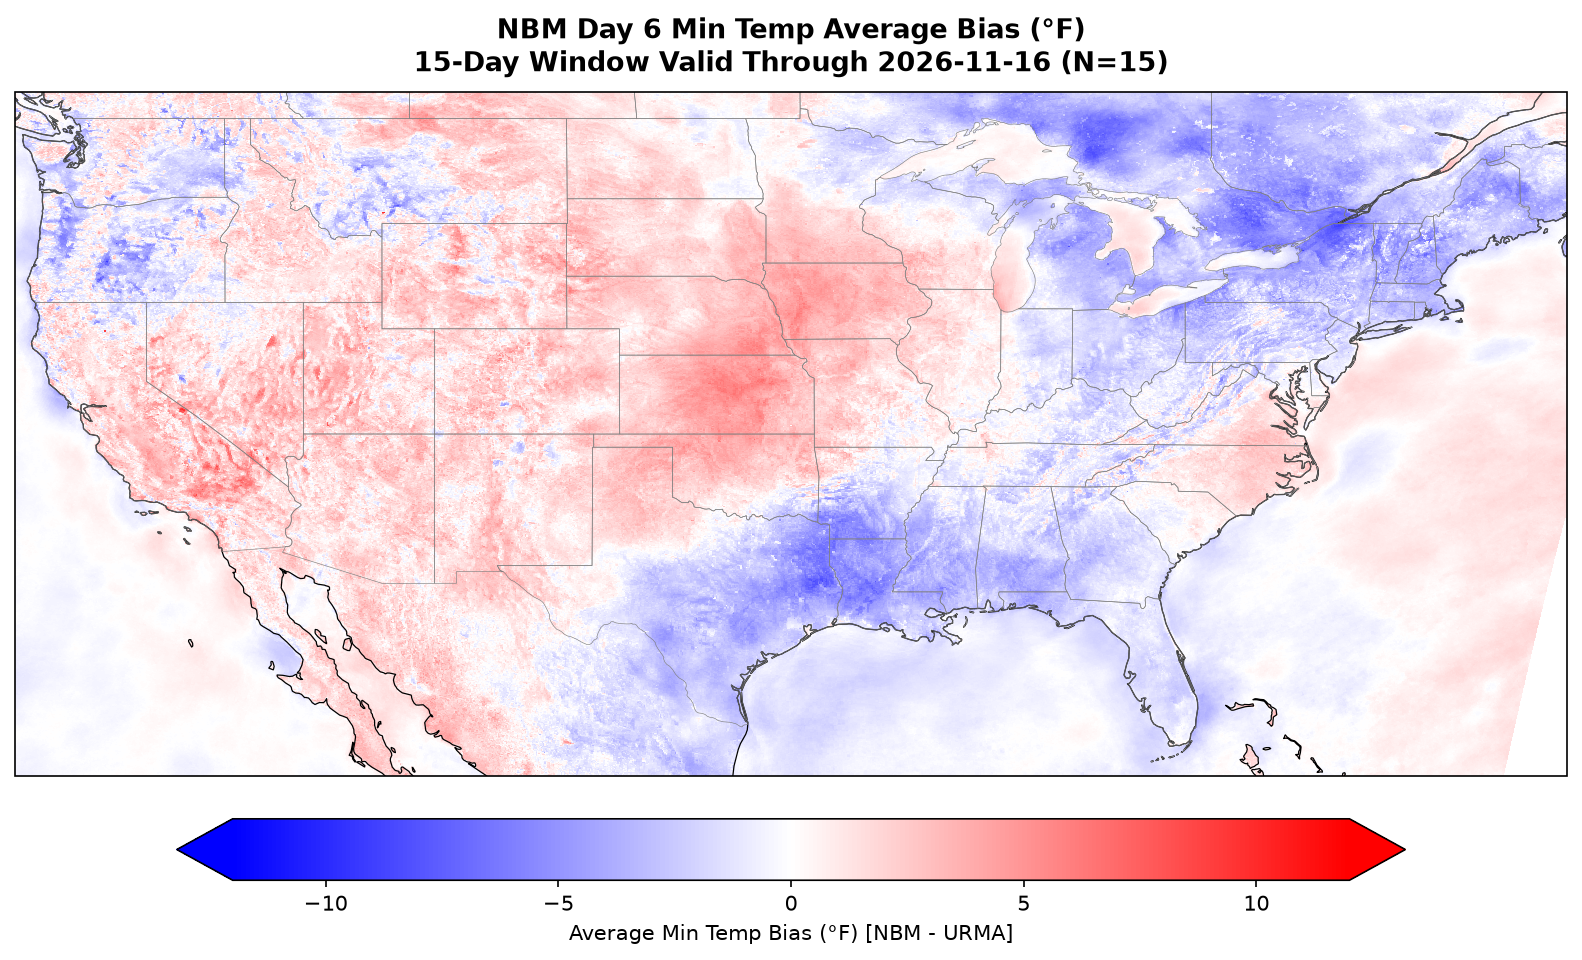 NBM Day 6 Min Temp Average Bias (°F)
15-Day Window Valid Through 2026-11-16 (N=15)
−10 −5 0 5 10
Average Min Temp Bias (°F) [NBM - URMA]